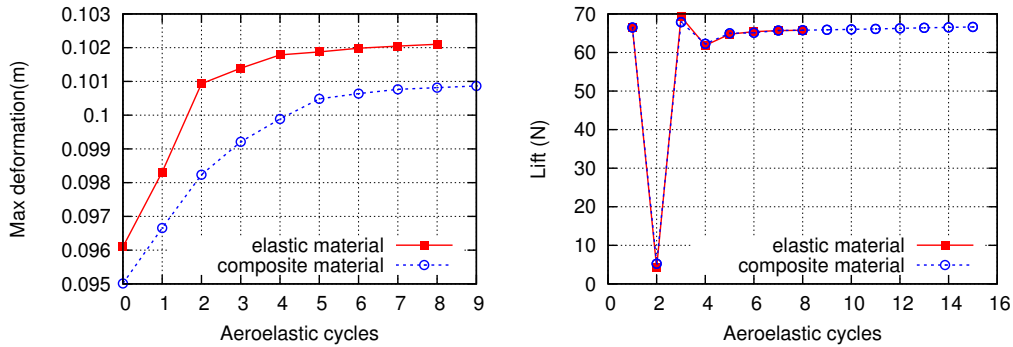 0.103
0.102
0.101
0.1
0.099
0.098
0.097
0.096
0.095
Max deformation(m)
elastic material
composite material
0 1 2 3 4 5 6 7 8 9
Aeroelastic cycles
70
60
50
40
30
20
10
0
Lift (N)
elastic material
composite material
0 2 4 6 8 10 12 14 16
Aeroelastic cycles